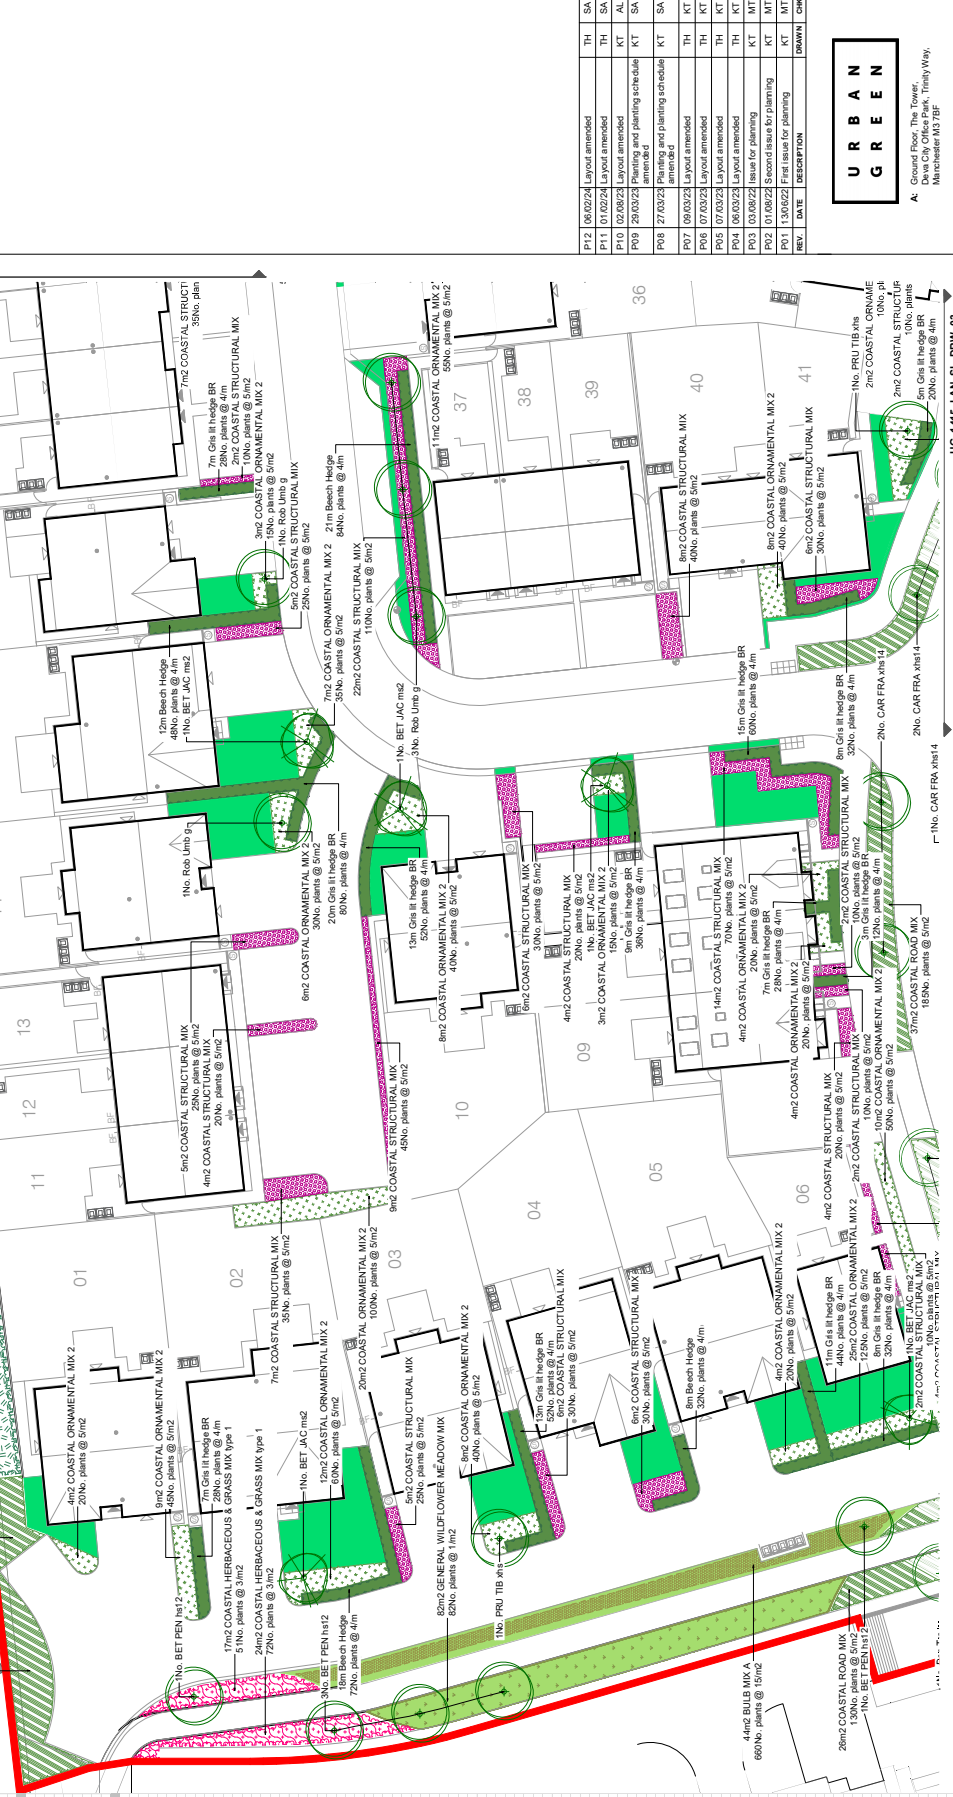 P12 06/02/24 Layout amended TH SA
P11 01/02/24 Layout amended TH SA
P10 02/08/23 Layout amended KT AL
P09 29/03/23 Planting and planting schedule KT SA
amended
P08 27/03/23 Planting and planting schedule KT SA
amended
P07 09/03/23 Layout amended TH KT
P06 07/03/23 Layout amended TH KT
P05 07/03/23 Layout amended TH KT
P04 06/03/23 Layout amended TH KT
P03 03/08/22 Issue for planning KT MT
P02 01/08/22 Second issue for planning KT MT
P01 13/06/22 First issue for planning KT MT
REV. DATE DESCRIPTION DRAWN
URBAN
GREEN
A: Ground Floor, The Tower,
Deva City Office Park, Trinity Way,
Manchester M3 7BF
7m2 COASTAL STRUCT
35No. plan
7m Gris lit hedge BR
28No. plants @ 4/m
2m2 COASTAL STRUCTURAL MIX
10No. plants @ 5/m2
3m2 COASTAL ORNAMENTAL MIX 2
15No. plants @ 5/m2
1No. Rob Umb g
5m2 COASTAL STRUCTURAL MIX
25No. plants @ 5/m2
21m Beech Hedge
84No. plants @ 4/m
7m2 COASTAL ORNAMENTAL MIX 2
35No. plants @ 5/m2
22m2 COASTAL STRUCTURAL MIX
110No. plants @ 5/m2
11m2 COASTAL ORNAMENTAL MIX 2
55No. plants @ 5/m2
36
37
38
39
40
41
8m2 COASTAL STRUCTURAL MIX
40No. plants @ 5/m2
8m2 COASTAL ORNAMENTAL MIX 2
40No. plants @ 5/m2
6m2 COASTAL STRUCTURAL MIX
30No. plants @ 5/m2
1No. PRU TIB xhs
2m2 COASTAL ORNAME
10No. pl
2m2 COASTAL STRUCTUR
10No. plants
5m Gris lit hedge BR
20No. plants @ 4/m
12m Beech Hedge
48No. plants @ 4/m
1No. BET JAC ms2
1No. BET JAC ms2
3No. Rob Umb g
15m Gris lit hedge BR
60No. plants @ 4/m
8m Gris lit hedge BR
32No. plants @ 4/m
2No. CAR FRA xhs14
2No. CAR FRA xhs14
1No. CAR FRA xhs14
1No. Rob Umb g
6m2 COASTAL ORNAMENTAL MIX 2
30No. plants @ 5/m2
20m Gris lit hedge BR
80No. plants @ 4/m
13m Gris lit hedge BR
52No. plants @ 4/m
8m2 COASTAL ORNAMENTAL MIX 2
40No. plants @ 5/m2
6m2 COASTAL STRUCTURAL MIX
30No. plants @ 5/m2
4m2 COASTAL STRUCTURAL MIX
20No. plants @ 5/m2
1No. BET JAC ms2
3m2 COASTAL ORNAMENTAL MIX 2
15No. plants @ 5/m2
9m Gris lit hedge BR
36No. plants @ 4/m
14m2 COASTAL STRUCTURAL MIX
70No. plants @ 5/m2
4m2 COASTAL ORNAMENTAL MIX 2
20No. plants @ 5/m2
7m Gris lit hedge BR
28No. plants @ 4/m
4m2 COASTAL ORNAMENTAL MIX 2
20No. plants @ 5/m2
2m2 COASTAL STRUCTURAL MIX
10No. plants @ 5/m2
3m Gris lit hedge BR
12No. plants @ 4/m
37m2 COASTAL ROAD MIX
185No. plants @ 5/m2
13
12
11
10
09
5m2 COASTAL STRUCTURAL MIX
25No. plants @ 5/m2
4m2 COASTAL STRUCTURAL MIX
20No. plants @ 5/m2
9m2 COASTAL STRUCTURAL MIX
45No. plants @ 5/m2
4m2 COASTAL STRUCTURAL MIX
20No. plants @ 5/m2
2m2 COASTAL STRUCTURAL MIX
10No. plants @ 5/m2
10m2 COASTAL ORNAMENTAL MIX 2
50No. plants @ 5/m2
01
02
03
04
05
06
7m2 COASTAL STRUCTURAL MIX
35No. plants @ 5/m2
20m2 COASTAL ORNAMENTAL MIX 2
100No. plants @ 5/m2
4m2 COASTAL ORNAMENTAL MIX 2
20No. plants @ 5/m2
9m2 COASTAL ORNAMENTAL MIX 2
45No. plants @ 5/m2
7m Gris lit hedge BR
28No. plants @ 4/m
17m2 COASTAL HERBACEOUS & GRASS MIX type 1
51No. plants @ 3/m2
24m2 COASTAL HERBACEOUS & GRASS MIX type 1
72No. plants @ 3/m2
1No. BET JAC ms2
12m2 COASTAL ORNAMENTAL MIX 2
60No. plants @ 5/m2
5m2 COASTAL STRUCTURAL MIX
25No. plants @ 5/m2
82m2 GENERAL WILDFLOWER MEADOW MIX
82No. plants @ 1/m2
8m2 COASTAL ORNAMENTAL MIX 2
40No. plants @ 5/m2
13m Gris lit hedge BR
52No. plants @ 4/m
6m2 COASTAL STRUCTURAL MIX
30No. plants @ 5/m2
6m2 COASTAL STRUCTURAL MIX
30No. plants @ 5/m2
8m Beech Hedge
32No. plants @ 4/m
4m2 COASTAL ORNAMENTAL MIX 2
20No. plants @ 5/m2
11m Gris lit hedge BR
44No. plants @ 4/m
25m2 COASTAL ORNAMENTAL MIX 2
125No. plants @ 5/m2
8m Gris lit hedge BR
32No. plants @ 4/m
1No. BET JAC ms2
2m2 COASTAL STRUCTURAL MIX
10No. plants @ 5/m2
1No. BET PEN hs12
3No. BET PEN hs12
18m Beech Hedge
72No. plants @ 4/m
1No. PRU TIB xhs
44m2 BULB MIX A
660No. plants @ 15/m2
26m2 COASTAL ROAD MIX
130No. plants @ 5/m2
1No. BET PEN hs12